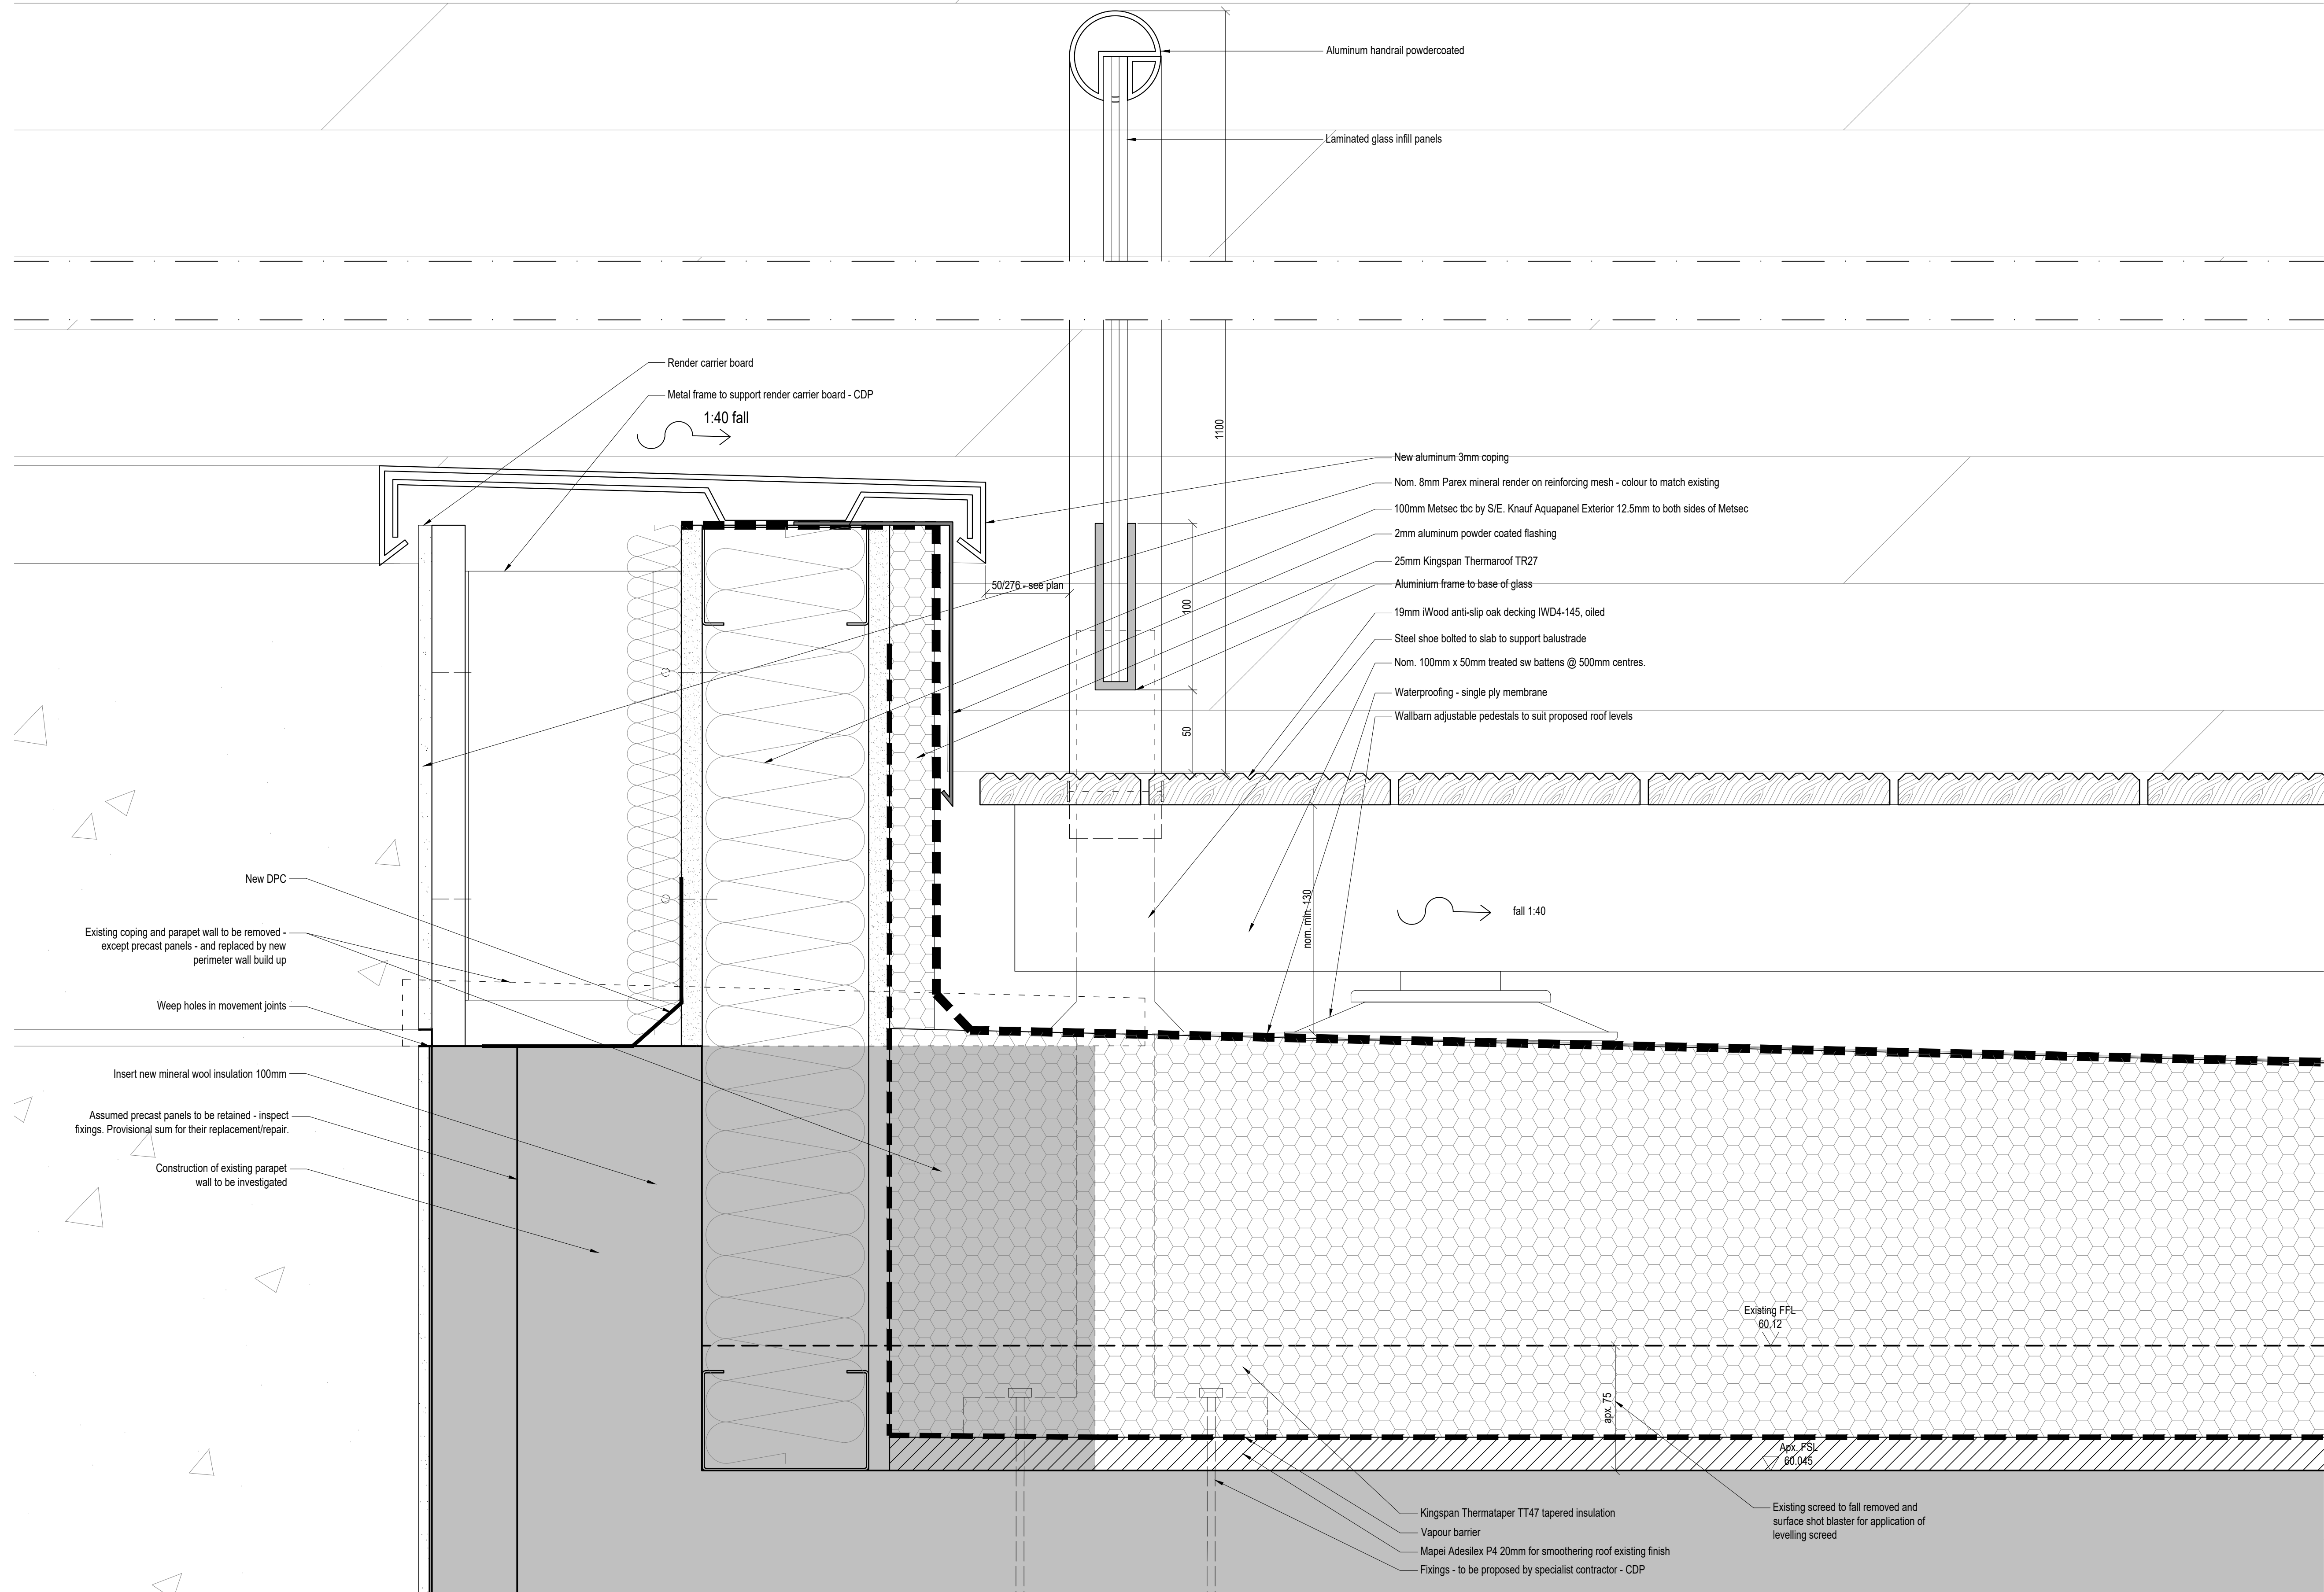 Aluminum handrail powdercoated
Laminated glass infill panels
Render carrier board
Metal frame to support render carrier board - CDP
1:40 fall
1100
New aluminum 3mm coping
Nom. 8mm Parex mineral render on reinforcing mesh - colour to match existing
100mm Metsec tbc by S/E. Knauf Aquapanel Exterior 12.5mm to both sides of Metsec
2mm aluminum powder coated flashing
25mm Kingspan Thermaroof TR27
Aluminium frame to base of glass
50/276 - see plan
100
19mm iWood anti-slip oak decking IWD4-145, oiled
Steel shoe bolted to slab to support balustrade
Nom. 100mm x 50mm treated sw battens @ 500mm centres.
Waterproofing - single ply membrane
Wallbarn adjustable pedestals to suit proposed roof levels
50
New DPC
nom. min. 130
fall 1:40
Existing coping and parapet wall to be removed -
except precast panels - and replaced by new
perimeter wall build up
Weep holes in movement joints
Insert new mineral wool insulation 100mm
Assumed precast panels to be retained - inspect
fixings. Provisional sum for their replacement/repair.
Construction of existing parapet
wall to be investigated
Existing FFL
60.12
apx. 75
Apx. FSL
60.045
Kingspan Thermataper TT47 tapered insulation
Vapour barrier
Mapei Adesilex P4 20mm for smoothering roof existing finish
Fixings - to be proposed by specialist contractor - CDP
Existing screed to fall removed and
surface shot blaster for application of
levelling screed